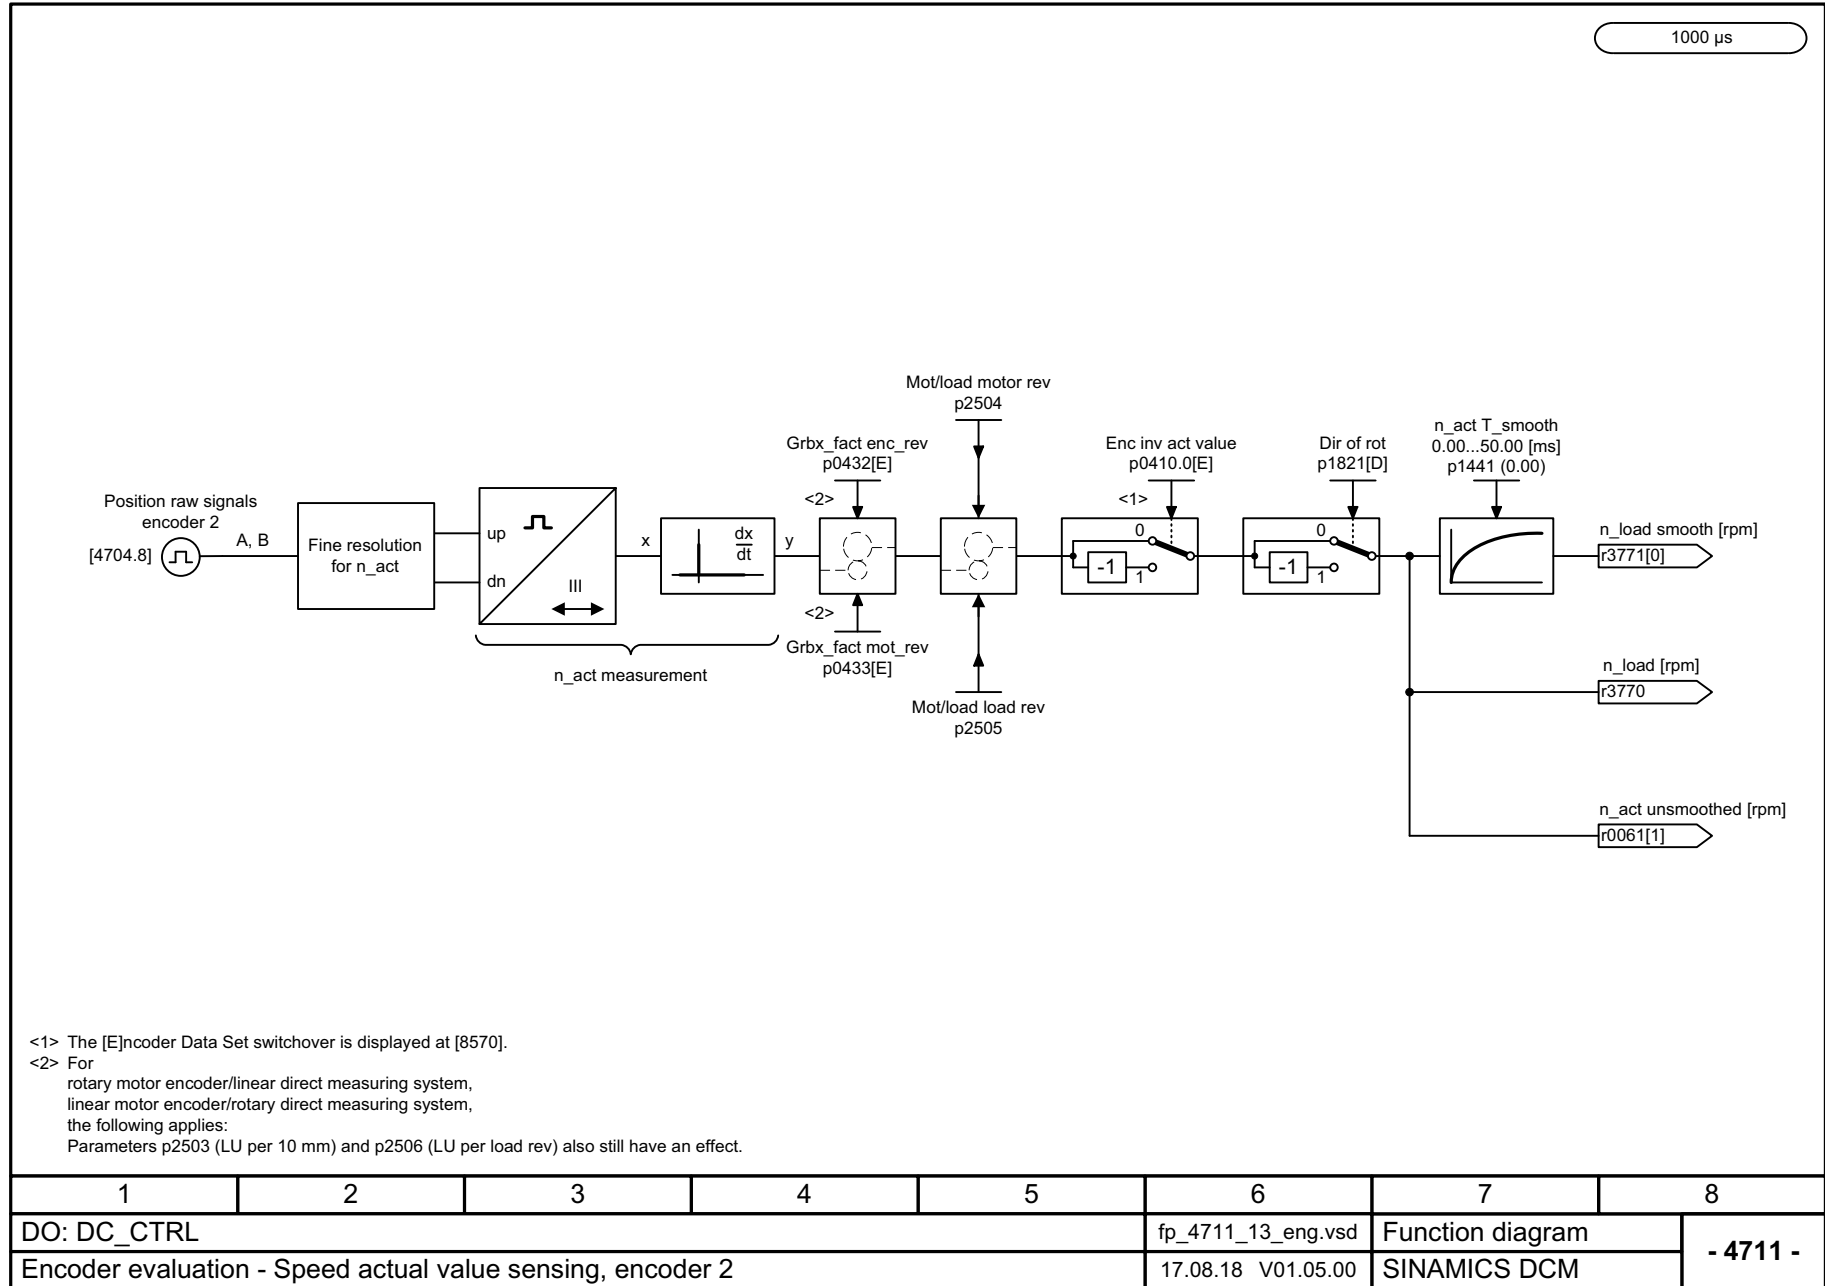 1000 µs
Mot/load motor rev
p2504
Grbx_fact enc_rev
p0432[E]
<2>
Enc inv act value
p0410.0[E]
<1>
Dir of rot
p1821[D]
n_act T_smooth
0.00...50.00 [ms]
p1441 (0.00)
Position raw signals
encoder 2
[4704.8]
A, B
Fine resolution
for n_act
up
dn
III
x
dx
dt
y
0
-1
1
0
-1
1
n_load smooth [rpm]
r3771[0]
<2>
Grbx_fact mot_rev
p0433[E]
n_act measurement
Mot/load load rev
p2505
n_load [rpm]
r3770
n_act unsmoothed [rpm]
r0061[1]
<1> The [E]ncoder Data Set switchover is displayed at [8570].
<2> For
rotary motor encoder/linear direct measuring system,
linear motor encoder/rotary direct measuring system,
the following applies:
Parameters p2503 (LU per 10 mm) and p2506 (LU per load rev) also still have an effect.
1 2 3 4 5 6 7 8
DO: DC_CTRL fp_4711_13_eng.vsd Function diagram - 4711 -
Encoder evaluation - Speed actual value sensing, encoder 2 17.08.18 V01.05.00 SINAMICS DCM